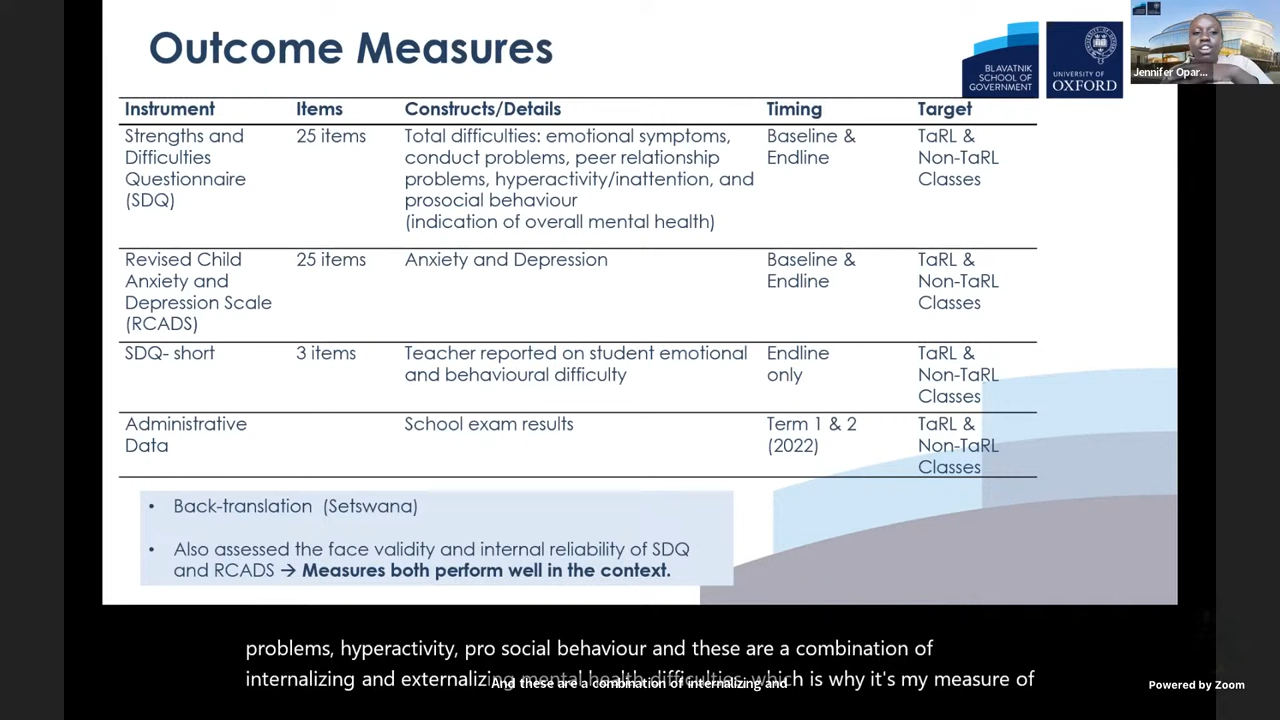 Outcome Measures
BLAVATNIK
SCHOOL OF
GOVERNMENT
UNIVERSITY OF
OXFORD
Jennifer Opar...
Instrument Items Constructs/Details Timing Target
Strengths and 25 items Total difficulties: emotional symptoms, Baseline & TaRL &
Difficulties conduct problems, peer relationship Endline Non-TaRL
Questionnaire problems, hyperactivity/inattention, and Classes
(SDQ) prosocial behaviour
(indication of overall mental health)
Revised Child 25 items Anxiety and Depression Baseline & TaRL &
Anxiety and Endline Non-TaRL
Depression Scale Classes
(RCADS)
SDQ- short 3 items Teacher reported on student emotional Endline TaRL &
and behavioural difficulty only Non-TaRL
Classes
Administrative School exam results Term 1 & 2 TaRL &
Data (2022) Non-TaRL
Classes
• Back-translation (Setswana)
• Also assessed the face validity and internal reliability of SDQ
and RCADS → Measures both perform well in the context.
problems, hyperactivity, pro social behaviour and these are a combination of
internalizing and externalizing mental health difficulties, which is why it's my measure of
And these are a combination of internalizing and
Powered by Zoom